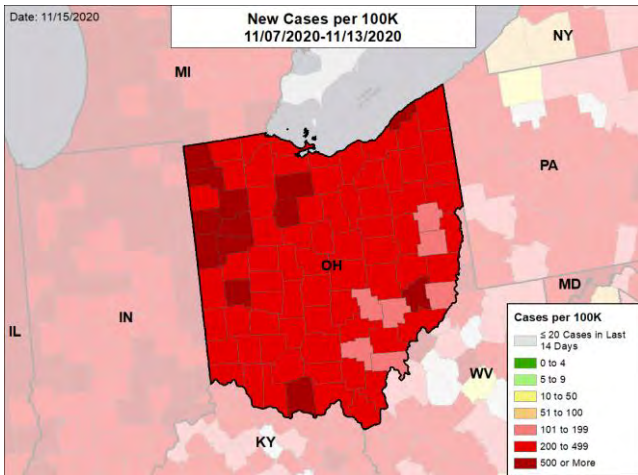 Date: 11/15/2020
New Cases per 100K
11/07/2020-11/13/2020
MI
NY
PA
OH
IL
IN
MD
WV
KY
Cases per 100K
≤ 20 Cases in Last
14 Days
0 to 4
5 to 9
10 to 50
51 to 100
101 to 199
200 to 499
500 or More